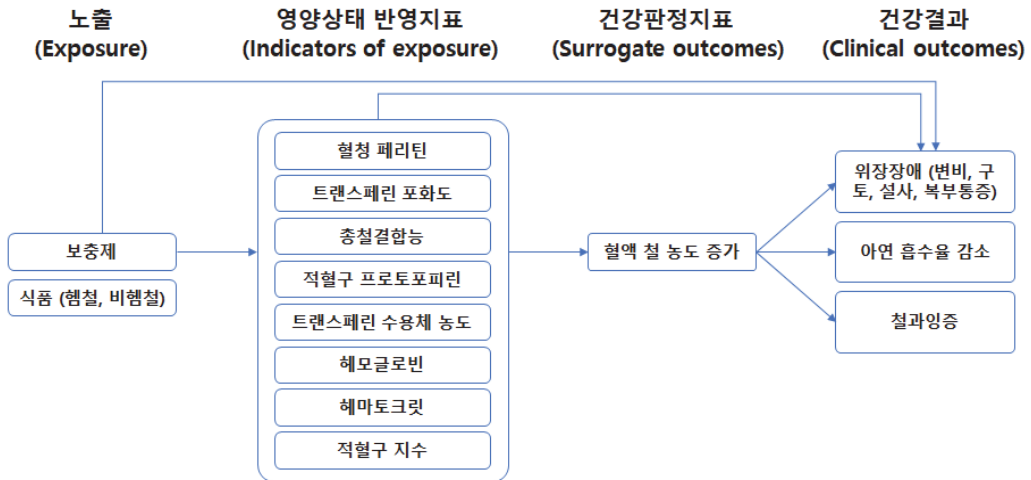 노출
(Exposure)
영양상태 반영지표
(Indicators of exposure)
건강판정지표
(Surrogate outcomes)
건강결과
(Clinical outcomes)
보충제
식품 (헴철, 비헴철)
혈청 페리틴
트랜스페린 포화도
총철결합능
적혈구 프로토포피린
트랜스페린 수용체 농도
헤모글로빈
헤마토크릿
적혈구 지수
혈액 철 농도 증가
위장장애 (변비, 구
토, 설사, 복부통증)
아연 흡수율 감소
철과잉증